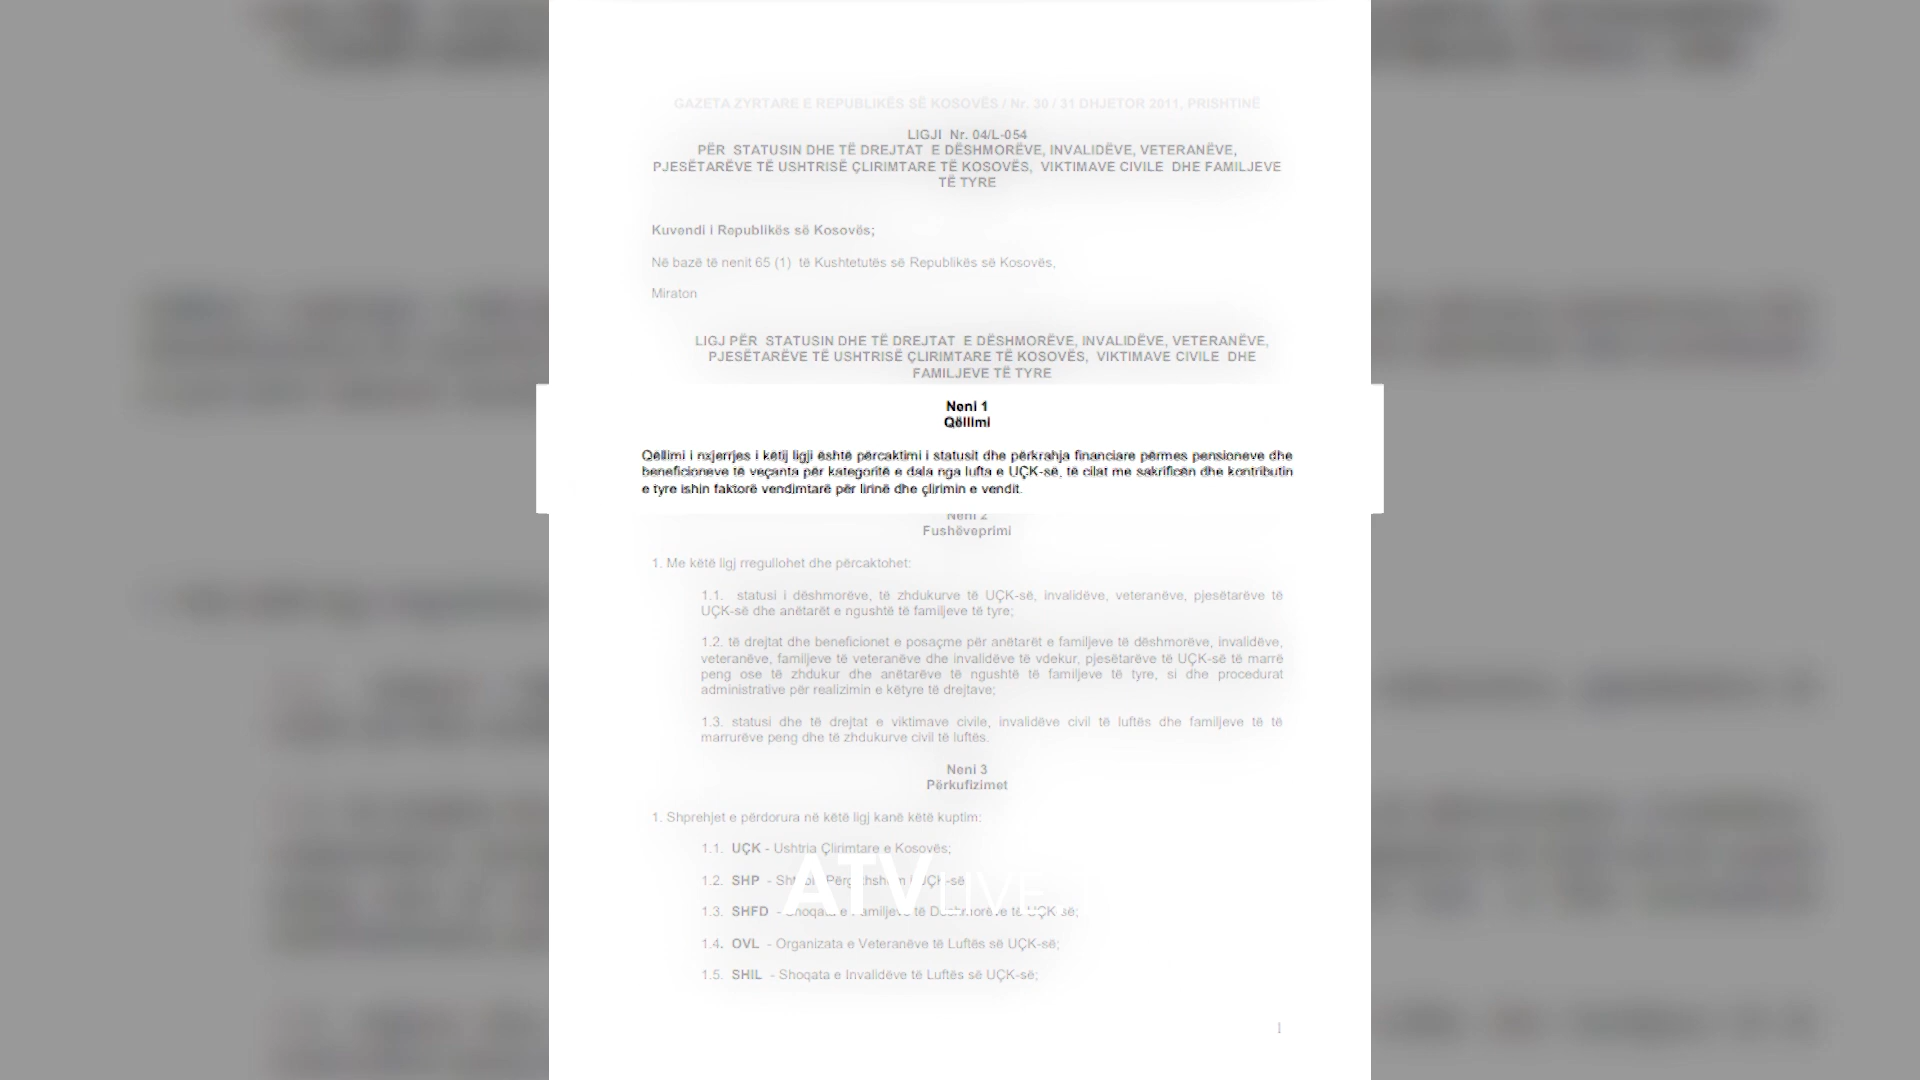 GAZETA ZYRTARE E REPUBLIKËS SË KOSOVËS / Nr. 30 / 31 DHJETOR 2011, PRISHTINË
LIGJI Nr. 04/L-054
PËR STATUSIN DHE TË DREJTAT E DËSHMORËVE, INVALIDËVE, VETERANËVE,
PJESËTARËVE TË USHTRISË ÇLIRIMTARE TË KOSOVËS, VIKTIMAVE CIVILE DHE FAMILJEVE
TË TYRE
Kuvendi i Republikës së Kosovës;
Në bazë të nenit 65 (1) të Kushtetutës së Republikës së Kosovës,
Miraton
LIGJ PËR STATUSIN DHE TË DREJTAT E DËSHMORËVE, INVALIDËVE, VETERANËVE,
PJESËTARËVE TË USHTRISË ÇLIRIMTARE TË KOSOVËS, VIKTIMAVE CIVILE DHE
FAMILJEVE TË TYRE
Neni 1
Qëllimi
Qëllimi i nxjerrjes i këtij ligji është përcaktimi i statusit dhe përkrahja financiare përmes pensioneve dhe
beneficioneve të veçanta për kategoritë e dala nga lufta e UÇK-së, të cilat me sakrificën dhe kontributin
e tyre ishin faktorë vendimtarë për lirinë dhe çlirimin e vendit.
Neni 2
Fushëveprimi
1. Me këtë ligj rregullohet dhe përcaktohet:
1.1. statusi i dëshmorëve, të zhdukurve të UÇK-së, invalidëve, veteranëve, pjesëtarëve të
UÇK-së dhe anëtarët e ngushtë të familjeve të tyre;
1.2. të drejtat dhe beneficionet e posaçme për anëtarët e familjeve të dëshmorëve, invalidëve,
veteranëve, familjeve të veteranëve dhe invalidëve të vdekur, pjesëtarëve të UÇK-së të marrë
peng ose të zhdukur dhe anëtarëve të ngushtë të familjeve të tyre, si dhe procedurat
administrative për realizimin e këtyre të drejtave;
1.3. statusi dhe të drejtat e viktimave civile, invalidëve civil të luftës dhe familjeve të të
marrurëve peng dhe të zhdukurve civil të luftës.
Neni 3
Përkufizimet
1. Shprehjet e përdorura në këtë ligj kanë këtë kuptim:
1.1. UÇK - Ushtria Çlirimtare e Kosovës;
1.2. SHP - UÇK-së
1.3. SHFD - Shoqata e Familjeve të Dëshmorëve të UÇK-së;
ATV LIVE
1.4. OVL - Organizata e Veteranëve të Luftës së UÇK-së;
1.5. SHIL - Shoqata e Invalidëve të Luftës së UÇK-së;
1